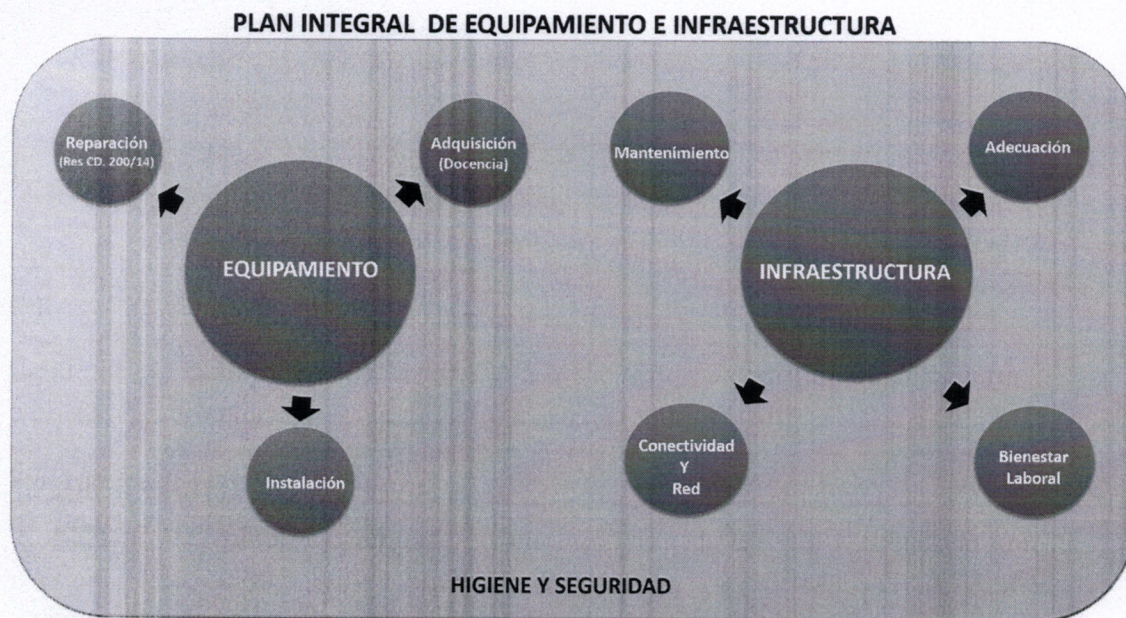 PLAN INTEGRAL DE EQUIPAMIENTO E INFRAESTRUCTURA
Reparación
(Res CD. 200/14)
Adquisición
(Docencia)
EQUIPAMIENTO
Instalación
Mantenimiento
Adecuación
INFRAESTRUCTURA
Conectividad
Y
Red
Bienestar
Laboral
HIGIENE Y SEGURIDAD